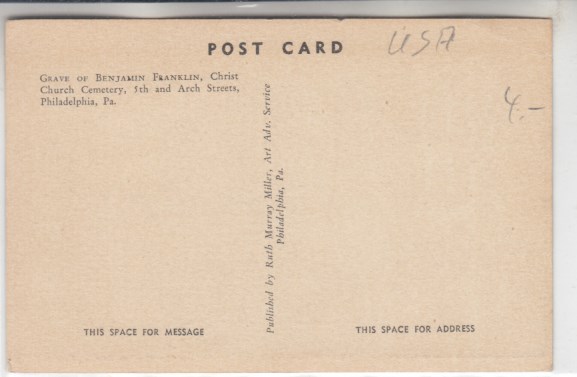 POST CARD
USA
4.-
GRAVE OF BENJAMIN FRANKLIN, Christ
Church Cemetery, 5th and Arch Streets,
Philadelphia, Pa.
Published by Ruth Murray Miller, Art Adv. Service
Philadelphia, Pa.
THIS SPACE FOR MESSAGE
THIS SPACE FOR ADDRESS